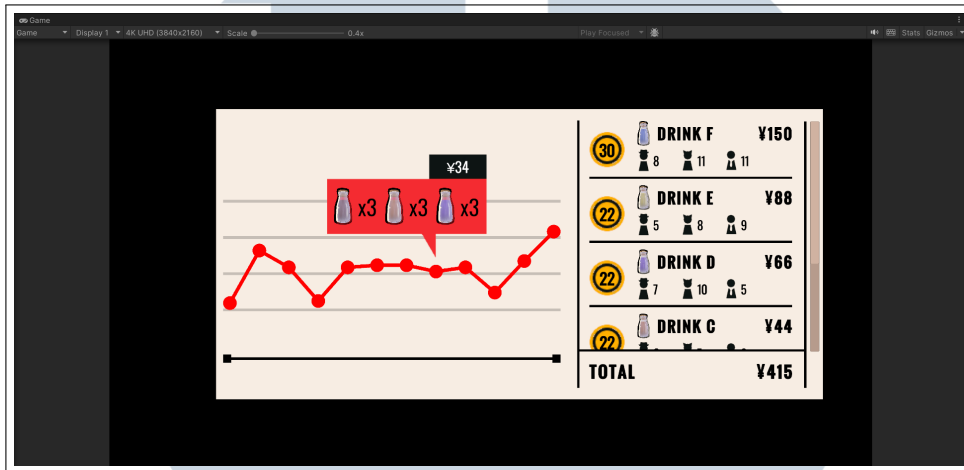 Game
Game Display 1 4K UHD (3840x2160) Scale 0.4x Play Focused Stats Gizmos
¥34
x3 x3 x3
30 DRINK F ¥150
8 11 11
22 DRINK E ¥88
5 8 9
22 DRINK D ¥66
7 10 5
22 DRINK C ¥44
TOTAL ¥415